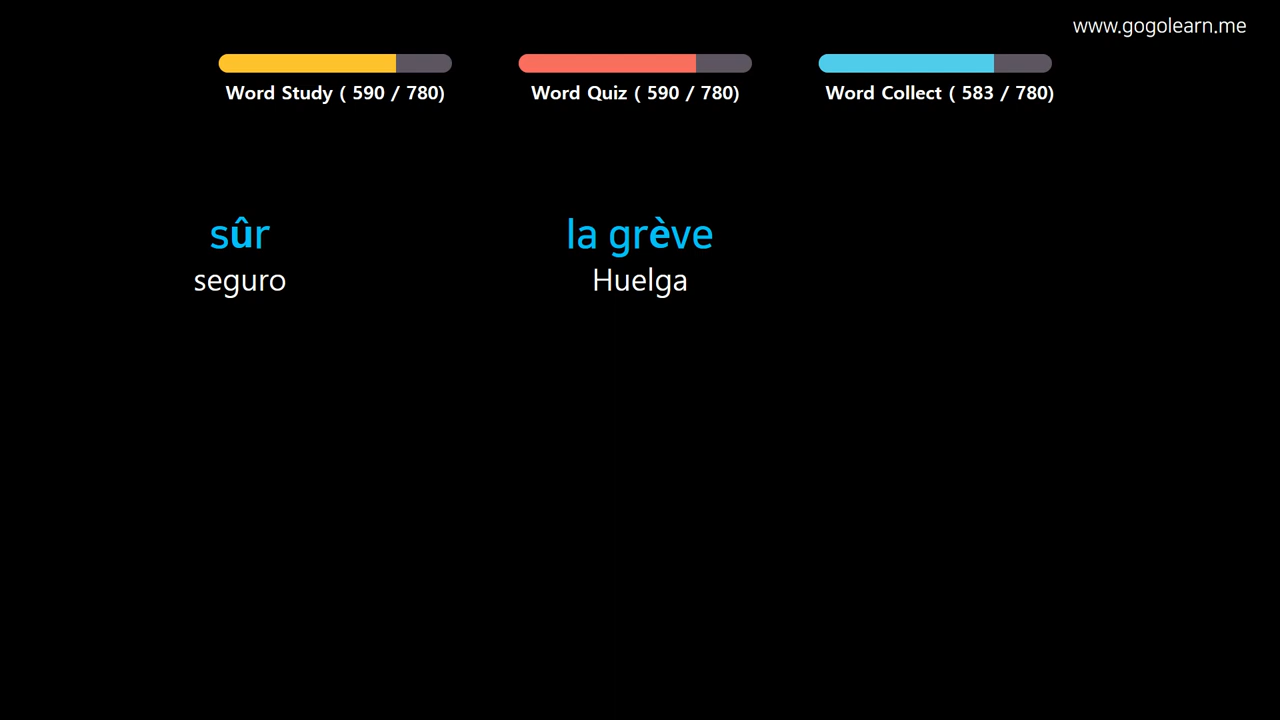 www.gogolearn.me
Word Study ( 590 / 780)
Word Quiz ( 590 / 780)
Word Collect ( 583 / 780)
sûr
seguro
la grève
Huelga